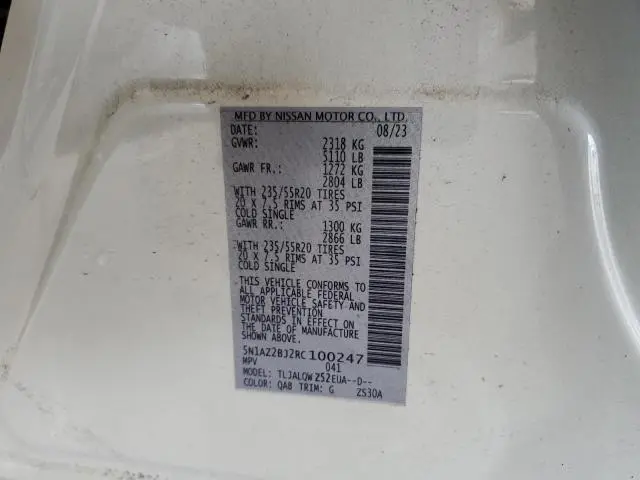 MFD BY NISSAN MOTOR CO., LTD.
DATE: 08/23
GVWR: 2318 KG
5110 LB
GAWR FR.: 1272 KG
2804 LB
WITH 235/55R20 TIRES
20 X 7.5 RIMS AT 35 PSI
COLD SINGLE
GAWR RR.: 1300 KG
2866 LB
WITH 235/55R20 TIRES
20 X 7.5 RIMS AT 35 PSI
COLD SINGLE
THIS VEHICLE CONFORMS TO
ALL APPLICABLE FEDERAL
MOTOR VEHICLE SAFETY AND
THEFT PREVENTION
STANDARDS IN EFFECT ON
THE DATE OF MANUFACTURE
SHOWN ABOVE.
5N1AZ2BJ2RC100247
MPV 041
MODEL: TLJALQWZ52EUA--D--
COLOR: QAB TRIM: G ZS30A